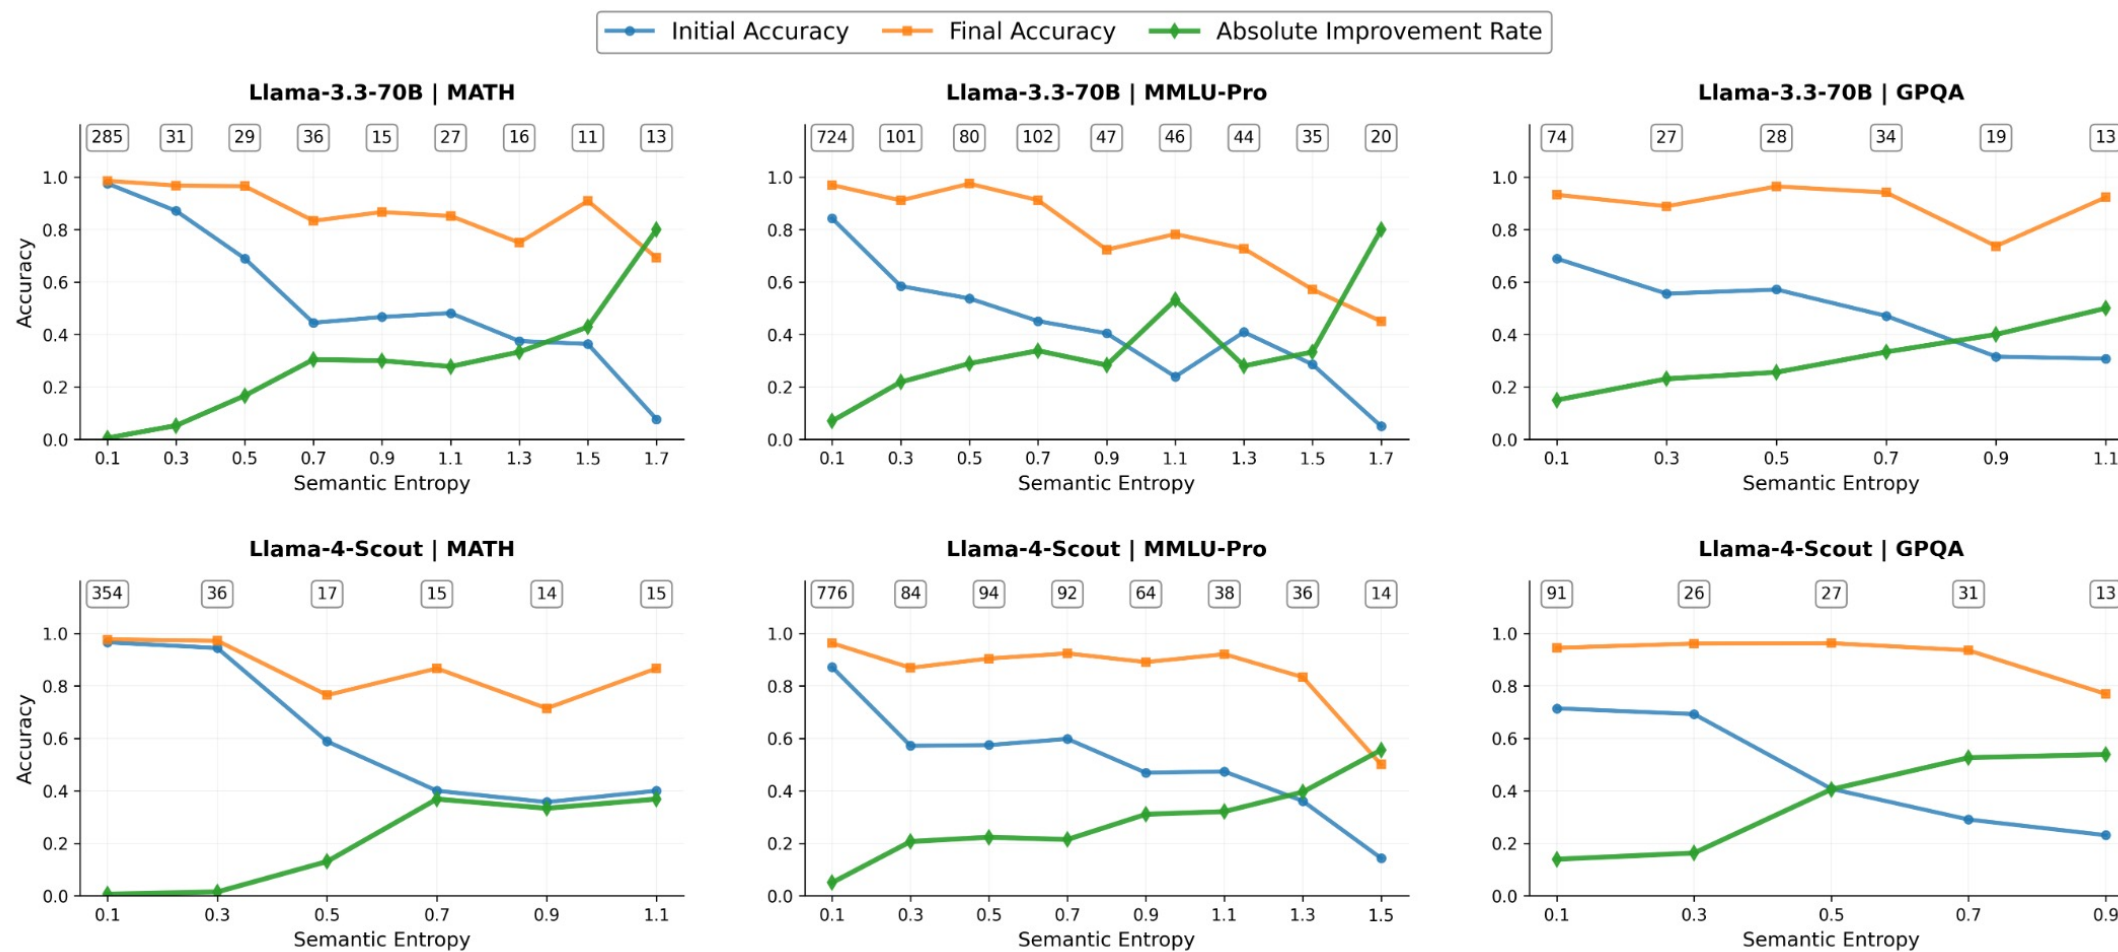 Initial Accuracy Final Accuracy Absolute Improvement Rate
Llama-3.3-70B | MATH
285 31 29 36 15 27 16 11 13
1.0
0.8
0.6
0.4
0.2
0.0
Accuracy
0.1 0.3 0.5 0.7 0.9 1.1 1.3 1.5 1.7
Semantic Entropy
Llama-3.3-70B | MMLU-Pro
724 101 80 102 47 46 44 35 20
1.0
0.8
0.6
0.4
0.2
0.0
0.1 0.3 0.5 0.7 0.9 1.1 1.3 1.5 1.7
Semantic Entropy
Llama-3.3-70B | GPQA
74 27 28 34 19 13
1.0
0.8
0.6
0.4
0.2
0.0
0.1 0.3 0.5 0.7 0.9 1.1
Semantic Entropy
Llama-4-Scout | MATH
354 36 17 15 14 15
1.0
0.8
0.6
0.4
0.2
0.0
Accuracy
0.1 0.3 0.5 0.7 0.9 1.1
Semantic Entropy
Llama-4-Scout | MMLU-Pro
776 84 94 92 64 38 36 14
1.0
0.8
0.6
0.4
0.2
0.0
0.1 0.3 0.5 0.7 0.9 1.1 1.3 1.5
Semantic Entropy
Llama-4-Scout | GPQA
91 26 27 31 13
1.0
0.8
0.6
0.4
0.2
0.0
0.1 0.3 0.5 0.7 0.9
Semantic Entropy